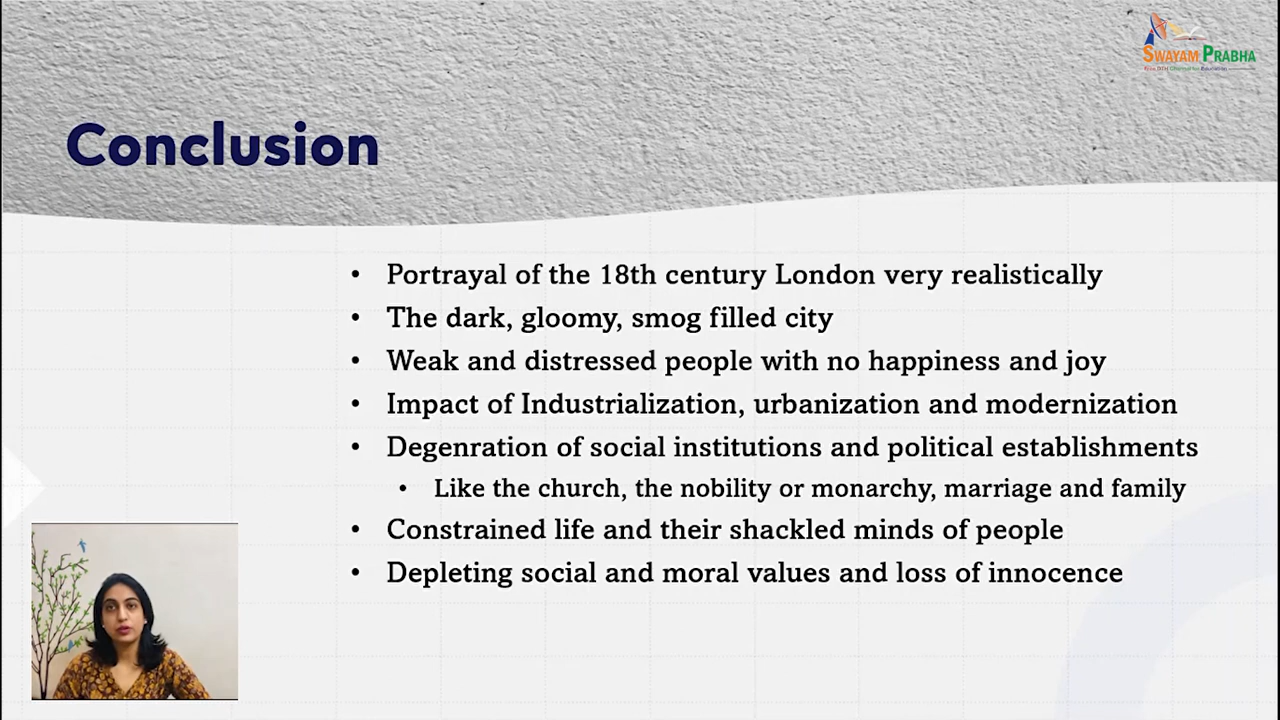 SWAYAM PRABHA
Conclusion
• Portrayal of the 18th century London very realistically
• The dark, gloomy, smog filled city
• Weak and distressed people with no happiness and joy
• Impact of Industrialization, urbanization and modernization
• Degenration of social institutions and political establishments
• Like the church, the nobility or monarchy, marriage and family
• Constrained life and their shackled minds of people
• Depleting social and moral values and loss of innocence